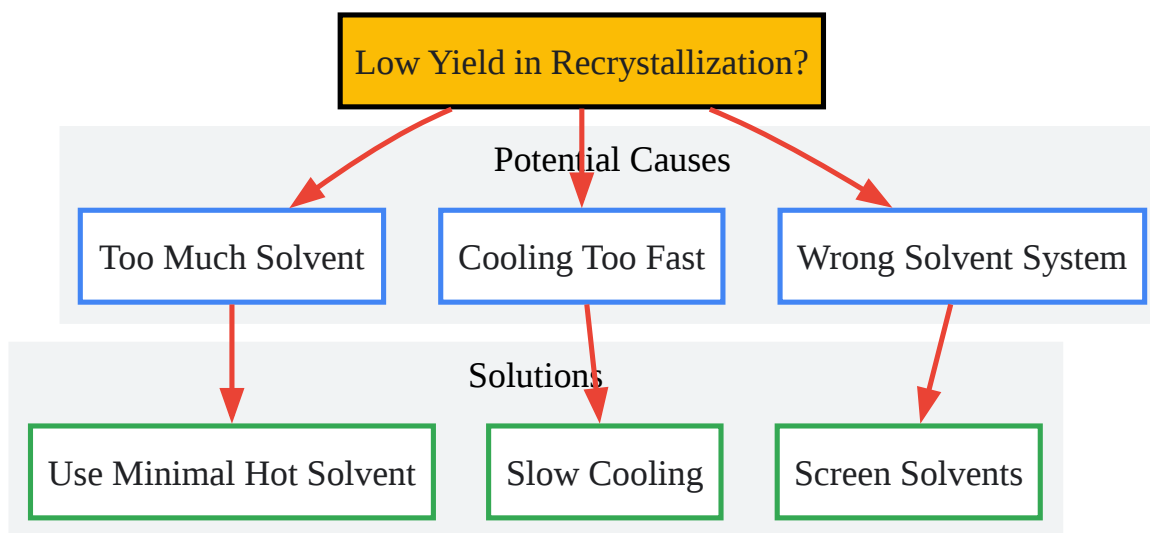 Low Yield in Recrystallization?
Potential Causes
Too Much Solvent
Cooling Too Fast
Wrong Solvent System
Solutions
Use Minimal Hot Solvent
Slow Cooling
Screen Solvents